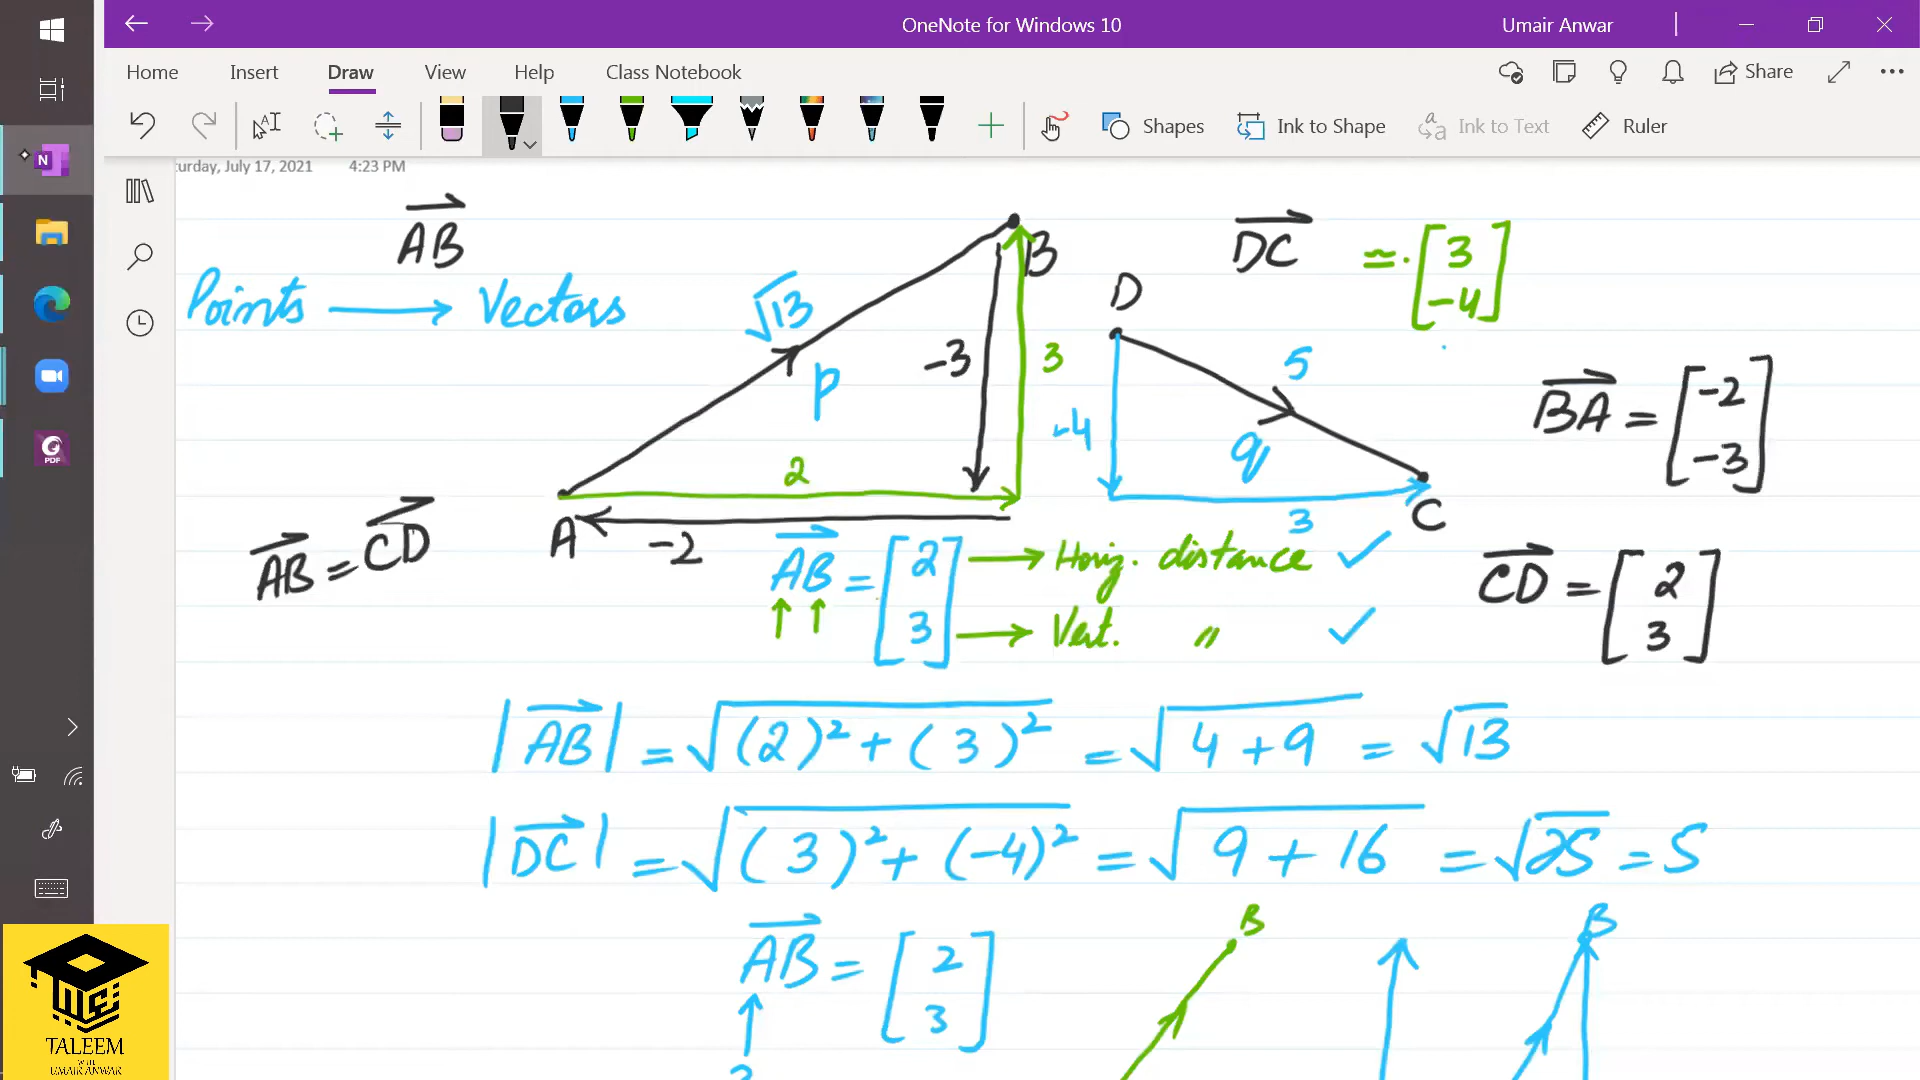 OneNote for Windows 10
Umair Anwar
Home Insert Draw View Help Class Notebook
Share
Shapes Ink to Shape Ink to Text Ruler
turday, July 17, 2021 4:23 PM
AB
Points → Vectors
√13
P
B
-3
3
2
A
-2
D
-4
5
q
3
C
DC = [3 -4]
BA = [-2 -3]
AB = CD
AB = [2 3]
→ Horiz. distance ✓
→ Vert. " ✓
CD = [2 3]
|AB| = √(2)² + (3)² = √4 + 9 = √13
|DC| = √(3)² + (-4)² = √9 + 16 = √25 = 5
AB = [2 3]
B
B
PDF
TALEEM
WITH
UMAIR ANWAR